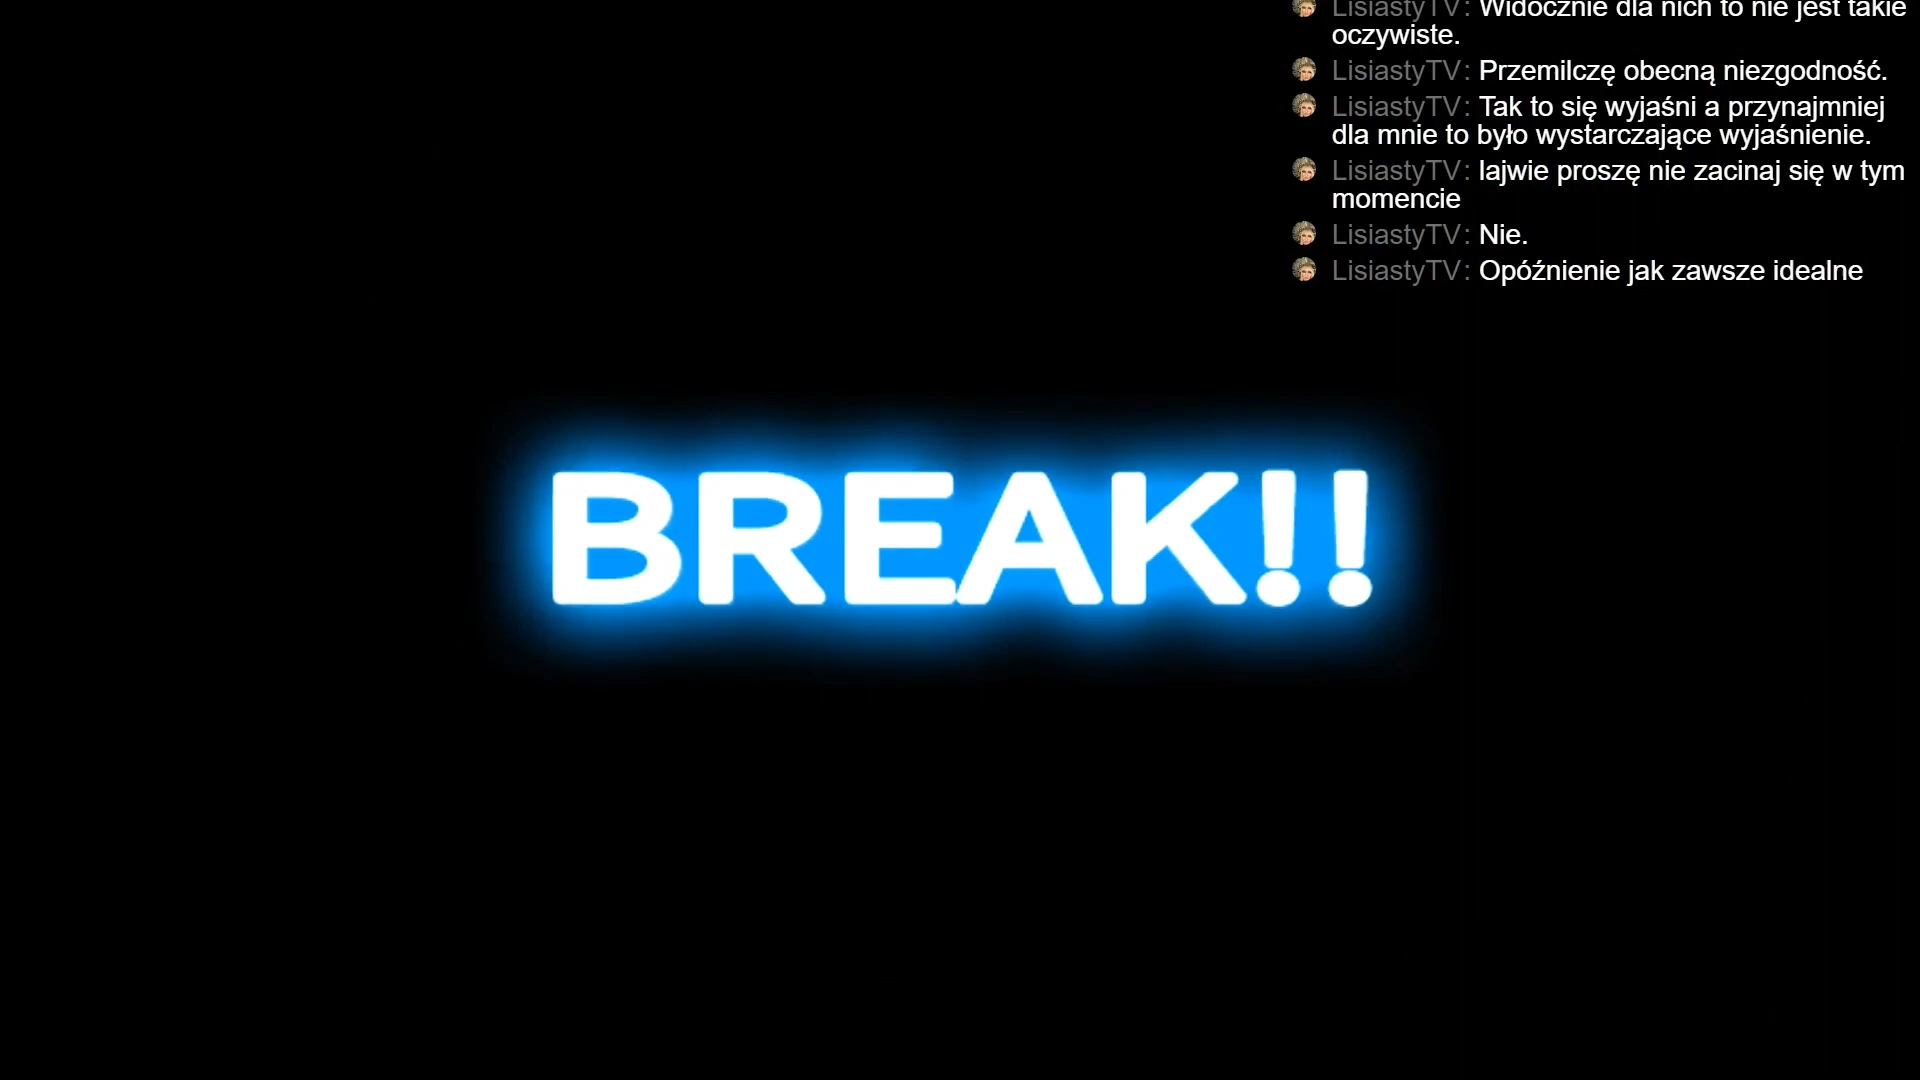 LisiastyTV: Widocznie dla nich to nie jest takie
oczywiste.
LisiastyTV: Przemilczę obecną niezgodność.
LisiastyTV: Tak to się wyjaśni a przynajmniej
dla mnie to było wystarczające wyjaśnienie.
LisiastyTV: lajwie proszę nie zacinaj się w tym
momencie
LisiastyTV: Nie.
LisiastyTV: Opóźnienie jak zawsze idealne
BREAK!!